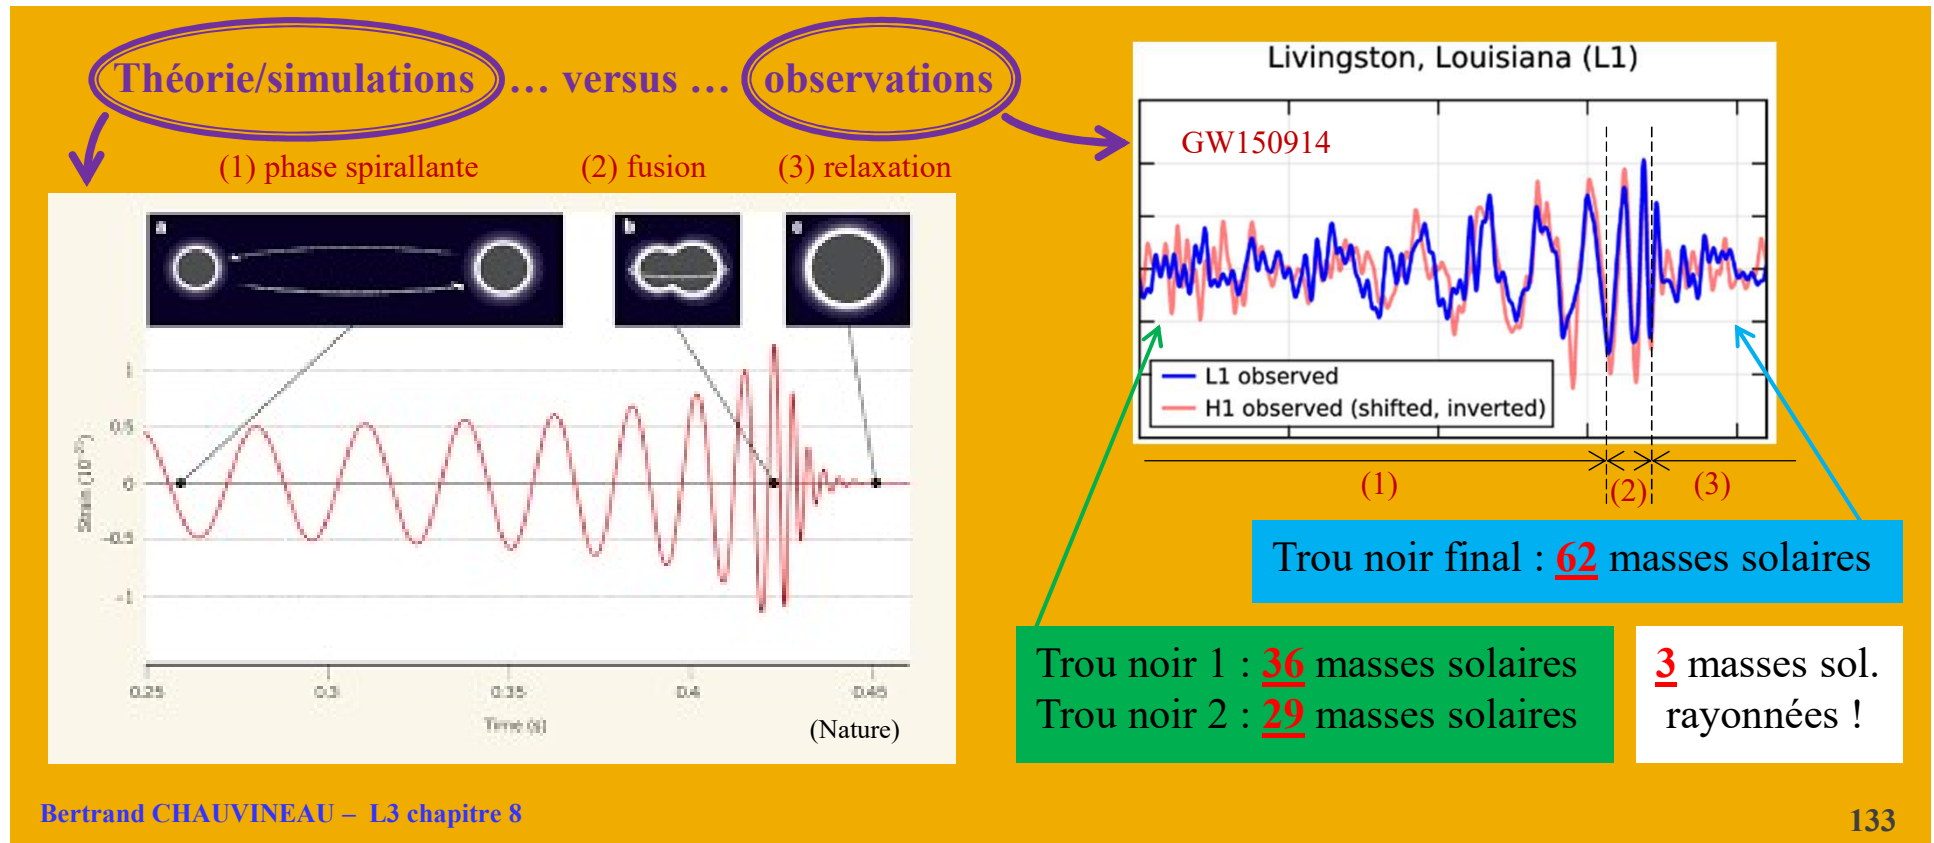 Théorie/simulations … versus … observations
(1) phase spirallante (2) fusion (3) relaxation
a b c
1
0.5
0
-0.5
-1
Strain (10⁻²¹)
0.25 0.3 0.35 0.4 0.45
Time (s)
(Nature)
Livingston, Louisiana (L1)
GW150914
L1 observed
H1 observed (shifted, inverted)
(1) (2) (3)
Trou noir final : 62 masses solaires
Trou noir 1 : 36 masses solaires
Trou noir 2 : 29 masses solaires
3 masses sol.
rayonnées !
Bertrand CHAUVINEAU – L3 chapitre 8
133